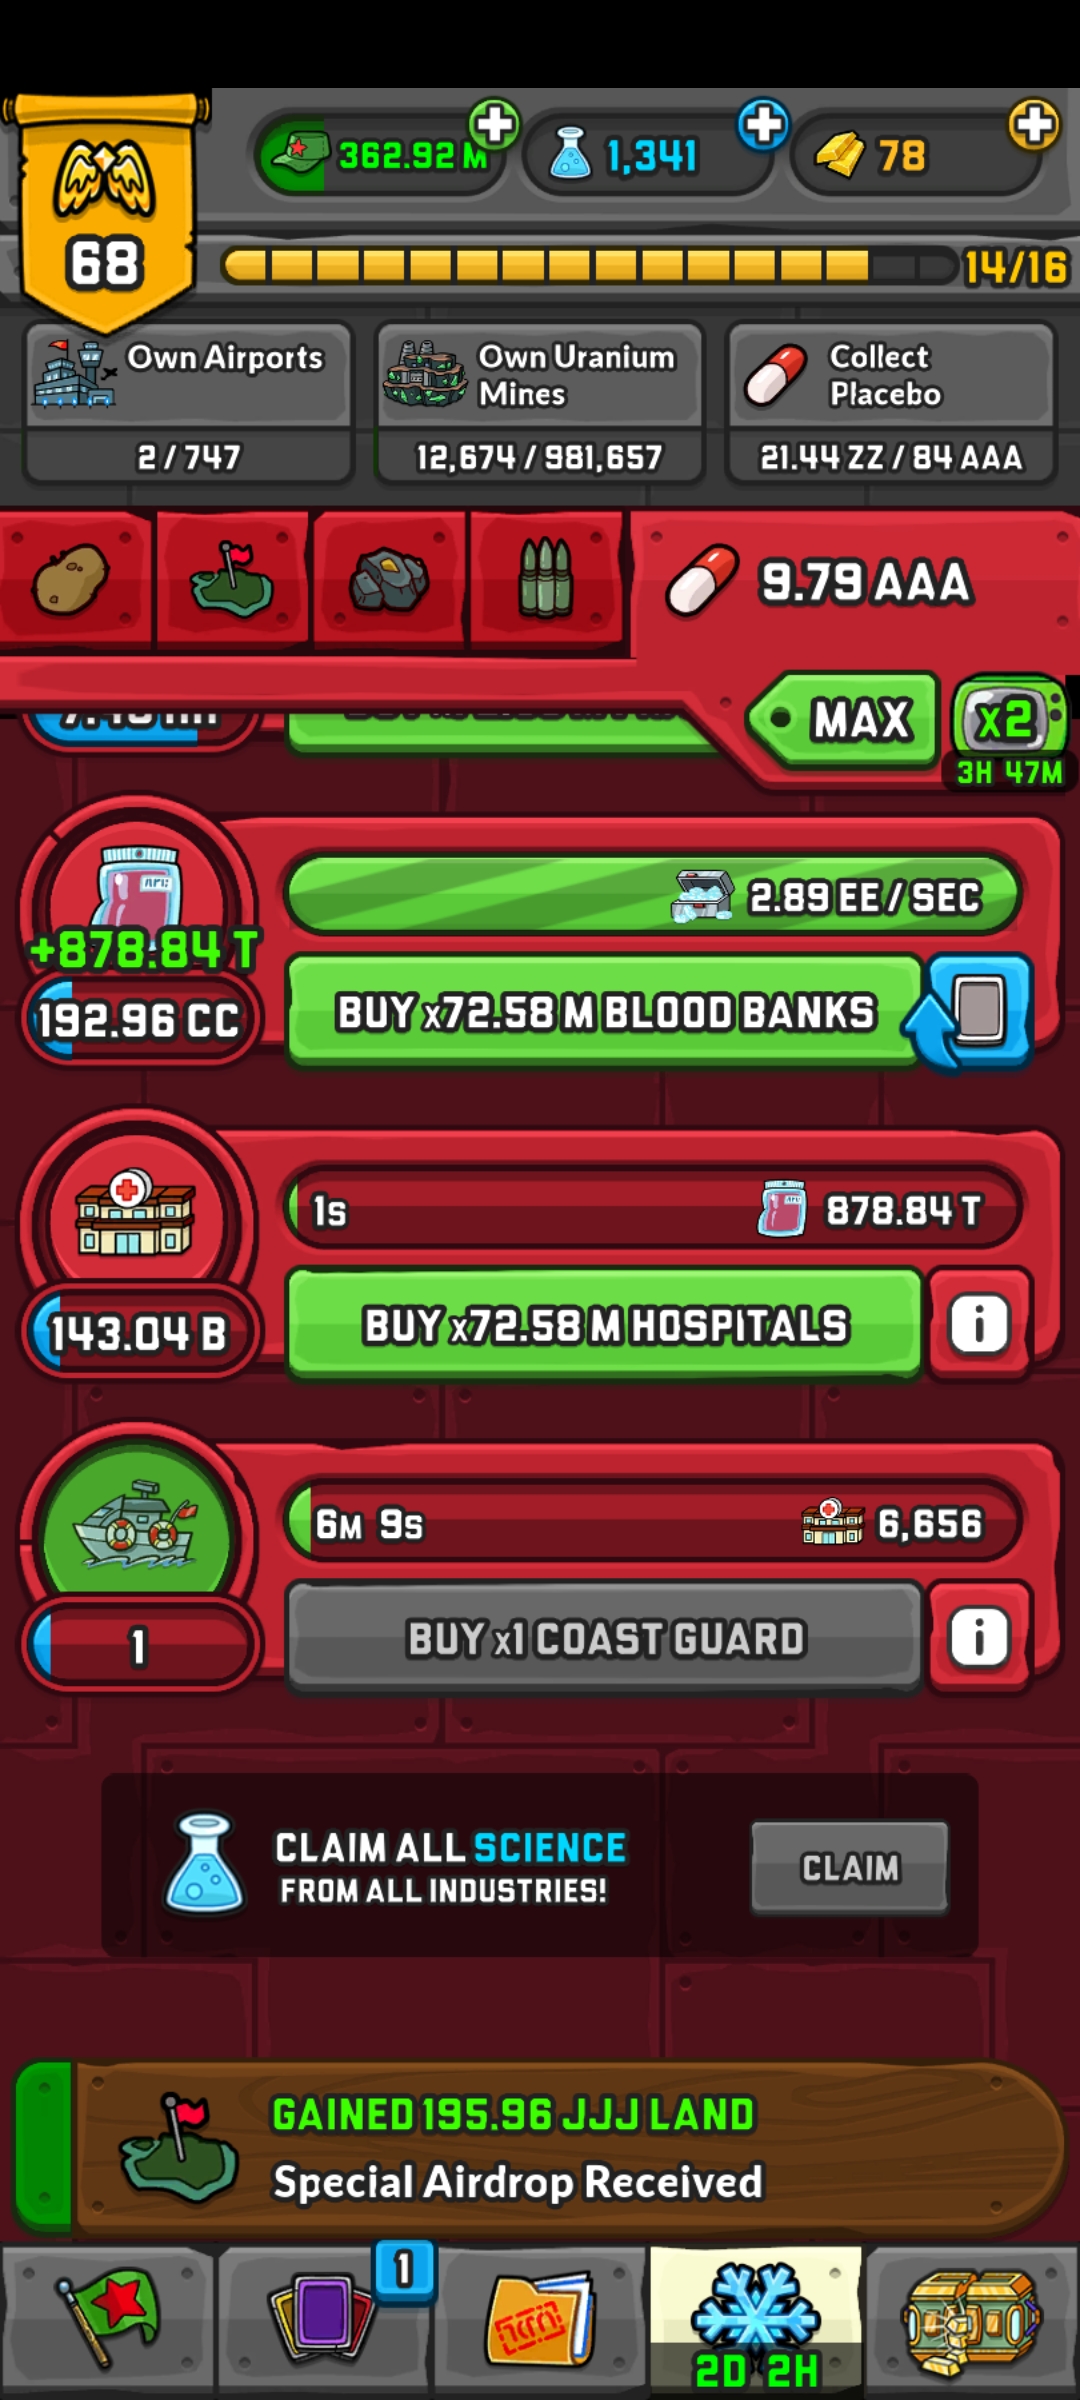 362.92 M
1,341
78
68
14/16
Own Airports
2 / 747
Own Uranium
Mines
12,674 / 981,657
Collect
Placebo
21.44 ZZ / 84 AAA
9.79 AAA
MAX
x2
3H 47M
2.89 EE / SEC
+878.84 T
192.96 CC
BUY x72.58 M BLOOD BANKS
1s
878.84 T
143.04 B
BUY x72.58 M HOSPITALS
i
6M 9s
6,656
1
BUY x1 COAST GUARD
i
CLAIM ALL SCIENCE
FROM ALL INDUSTRIES!
CLAIM
GAINED 195.96 JJJ LAND
Special Airdrop Received
1
2D 2H